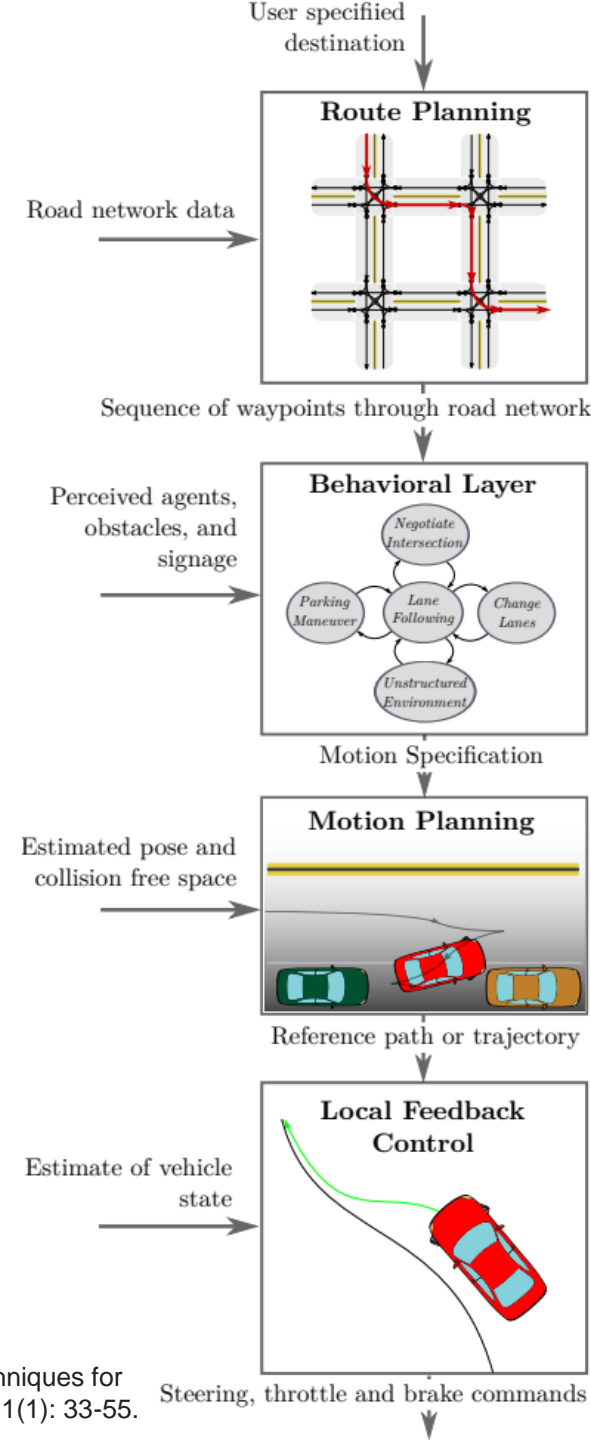 User specifiied
destination
Route Planning
Road network data
Sequence of waypoints through road network
Behavioral Layer
Perceived agents,
obstacles, and
signage
Negotiate
Intersection
Parking
Maneuver
Lane
Following
Change
Lanes
Unstructured
Environment
Motion Specification
Motion Planning
Estimated pose and
collision free space
Reference path or trajectory
Local Feedback
Control
Estimate of vehicle
state
Steering, throttle and brake commands
for
1(1): 33-55.